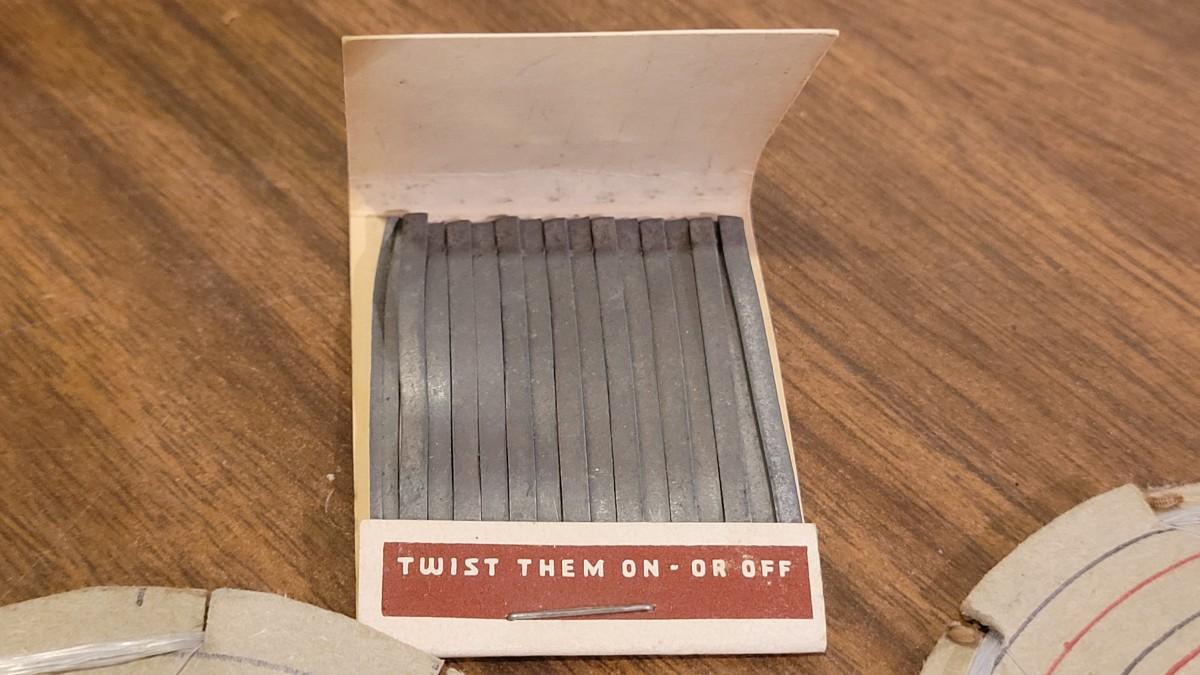 TWIST THEM ON - OR OFF